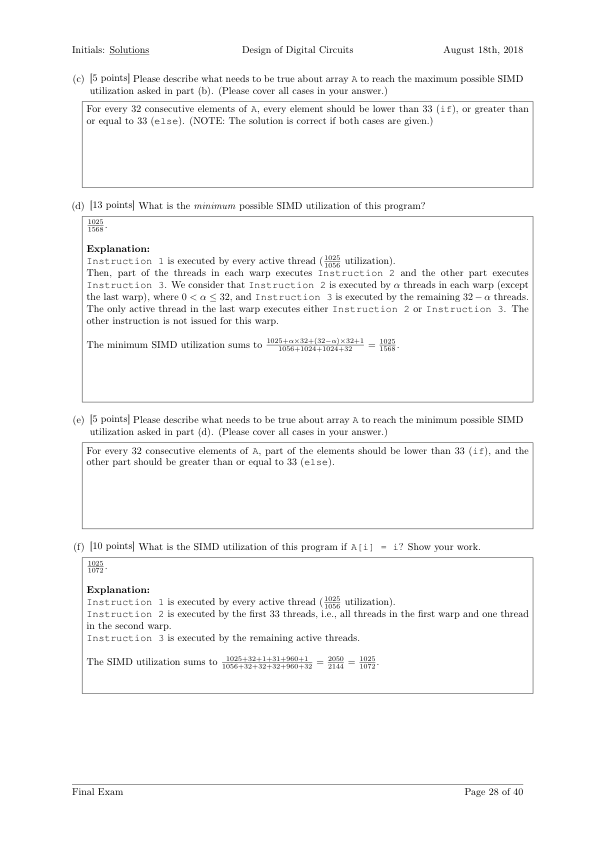 Initials: Solutions Design of Digital Circuits August 18th, 2018
(c) [5 points] Please describe what needs to be true about array A to reach the maximum possible SIMD
utilization asked in part (b). (Please cover all cases in your answer.)
For every 32 consecutive elements of A, every element should be lower than 33 (if), or greater than
or equal to 33 (else). (NOTE: The solution is correct if both cases are given.)
(d) [13 points] What is the minimum possible SIMD utilization of this program?
1025/1568.
Explanation:
Instruction 1 is executed by every active thread (1025/1056 utilization).
Then, part of the threads in each warp executes Instruction 2 and the other part executes
Instruction 3. We consider that Instruction 2 is executed by α threads in each warp (except
the last warp), where 0 < α ≤ 32, and Instruction 3 is executed by the remaining 32 − α threads.
The only active thread in the last warp executes either Instruction 2 or Instruction 3. The
other instruction is not issued for this warp.
The minimum SIMD utilization sums to 1025+α×32+(32−α)×32+1/1056+1024+1024+32 = 1025/1568.
(e) [5 points] Please describe what needs to be true about array A to reach the minimum possible SIMD
utilization asked in part (d). (Please cover all cases in your answer.)
For every 32 consecutive elements of A, part of the elements should be lower than 33 (if), and the
other part should be greater than or equal to 33 (else).
(f) [10 points] What is the SIMD utilization of this program if A[i] = i? Show your work.
1025/1072.
Explanation:
Instruction 1 is executed by every active thread (1025/1056 utilization).
Instruction 2 is executed by the first 33 threads, i.e., all threads in the first warp and one thread
in the second warp.
Instruction 3 is executed by the remaining active threads.
The SIMD utilization sums to 1025+32+1+31+960+1/1056+32+32+32+960+32 = 2050/2144 = 1025/1072.
Final Exam Page 28 of 40